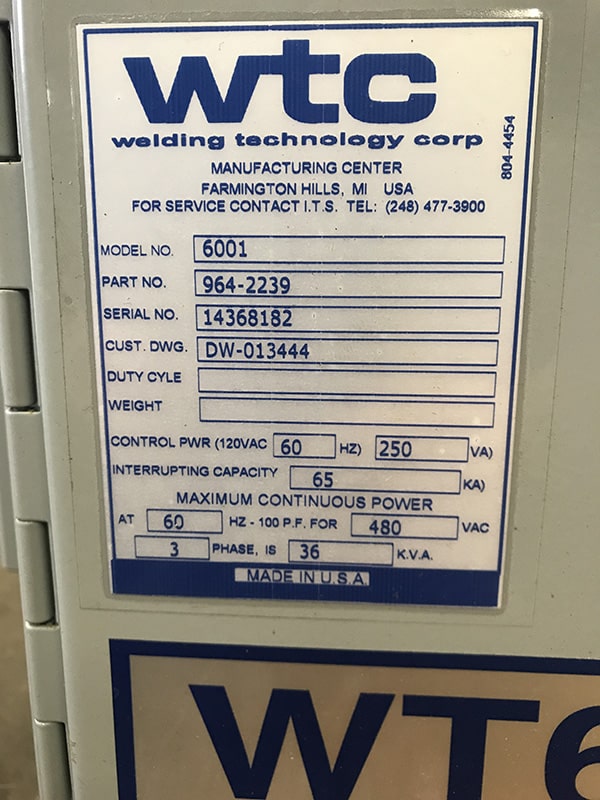 wtc
welding technology corp
804-4454
MANUFACTURING CENTER
FARMINGTON HILLS, MI USA
FOR SERVICE CONTACT I.T.S. TEL: (248) 477-3900
MODEL NO. 6001
PART NO. 964-2239
SERIAL NO. 14368182
CUST. DWG. DW-013444
DUTY CYLE
WEIGHT
CONTROL PWR (120VAC 60 HZ) 250 VA)
INTERRUPTING CAPACITY 65 KA)
MAXIMUM CONTINUOUS POWER
AT 60 HZ - 100 P.F. FOR 480 VAC
3 PHASE, IS 36 K.V.A.
MADE IN U.S.A.
WT6